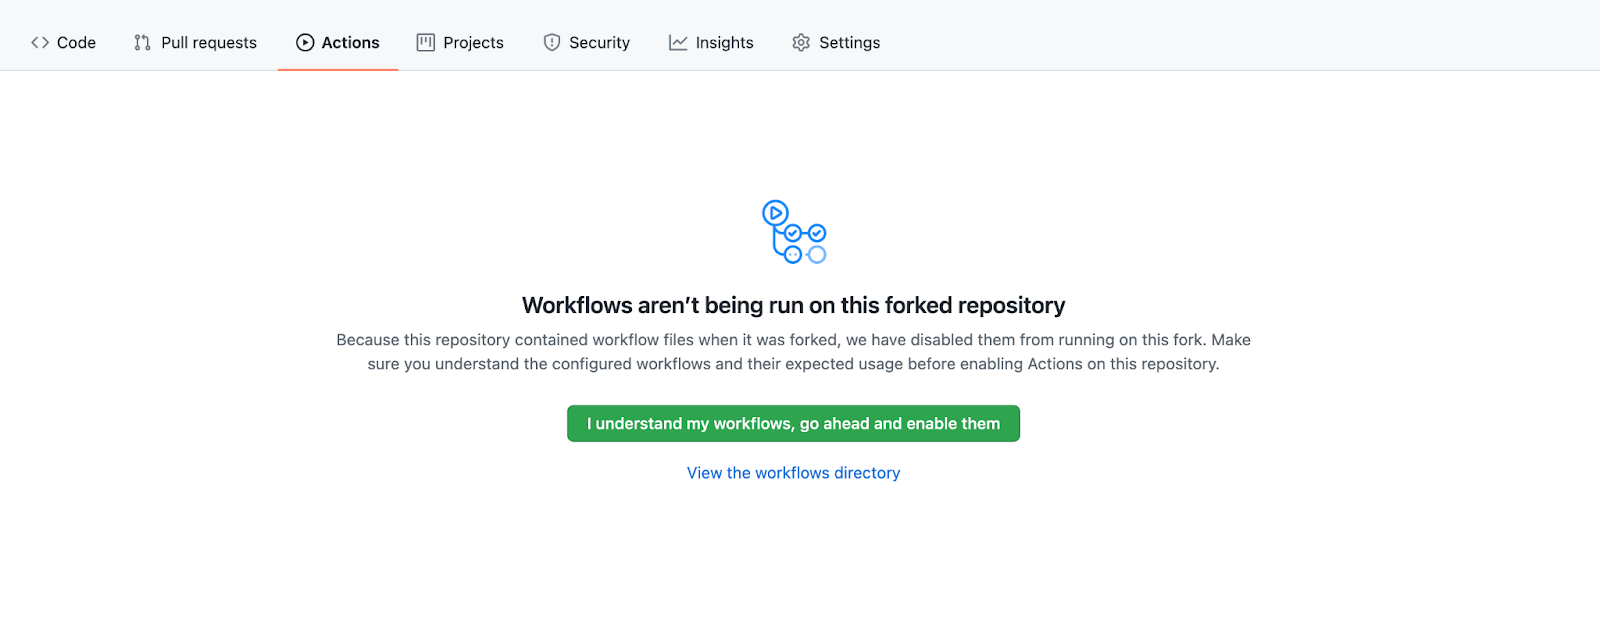 Code Pull requests Actions Projects Security Insights Settings
Workflows aren’t being run on this forked repository
Because this repository contained workflow files when it was forked, we have disabled them from running on this fork. Make
sure you understand the configured workflows and their expected usage before enabling Actions on this repository.
I understand my workflows, go ahead and enable them
View the workflows directory